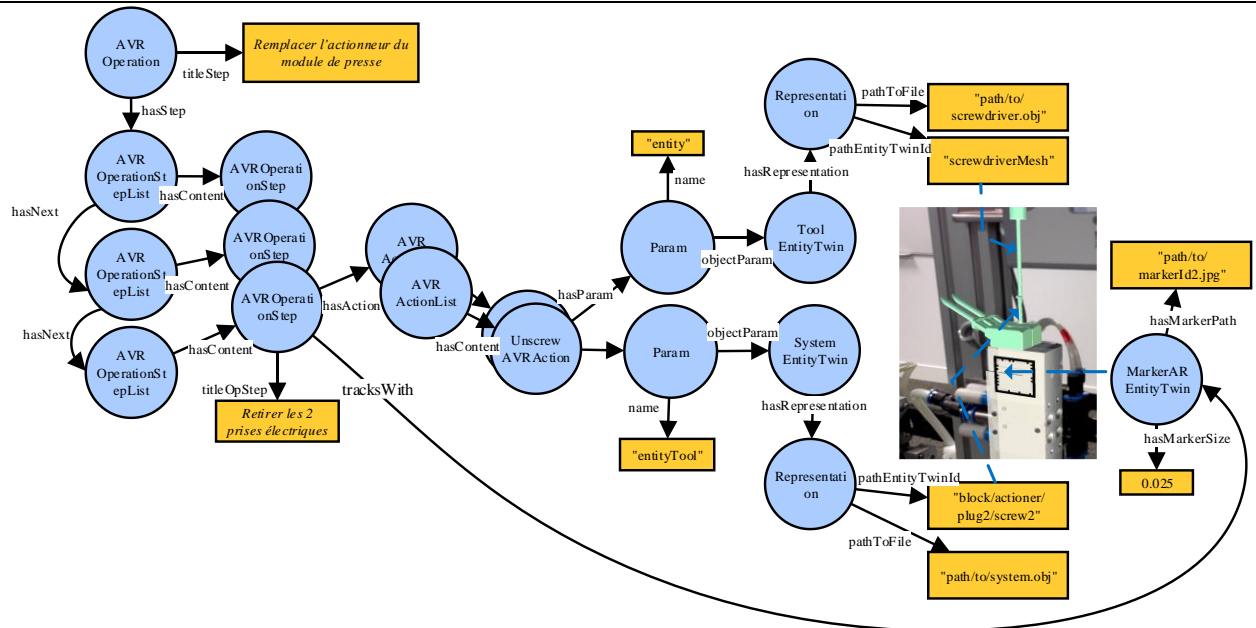 AVR
Operation
titleStep
Remplacer l'actionneur du
module de presse
hasStep
AVR
OperationSt
epList
hasContent
AVROperati
onStep
hasNext
AVR
OperationSt
epList
hasContent
AVROperati
onStep
hasNext
AVR
OperationSt
epList
hasContent
AVROperati
onStep
titleOpStep
Retirer les 2
prises électriques
tracksWith
hasAction
AVR
AVR
ActionList
hasContent
Unscrew
AVRAction
hasParam
"entity"
name
Param
objectParam
Tool
EntityTwin
hasRepresentation
Representati
on
pathToFile
"path/to/
screwdriver.obj"
pathEntityTwinId
"screwdriverMesh"
Param
name
"entityTool"
objectParam
System
EntityTwin
hasRepresentation
Representati
on
pathEntityTwinId
"block/actioner/
plug2/screw2"
pathToFile
"path/to/system.obj"
"path/to/
markerId2.jpg"
hasMarkerPath
MarkerAR
EntityTwin
hasMarkerSize
0.025